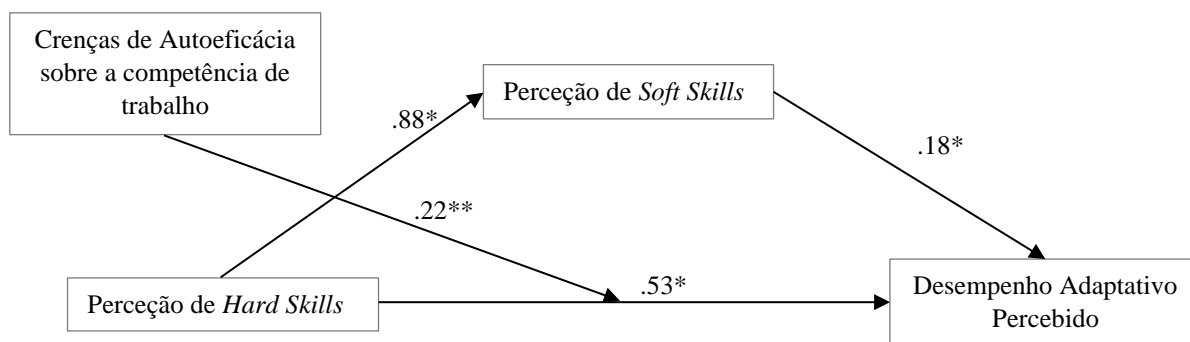 Crenças de Autoeficácia
sobre a competência de
trabalho
Perceção de Soft Skills
.88*
.18*
.22**
Perceção de Hard Skills
.53*
Desempenho Adaptativo
Percebido